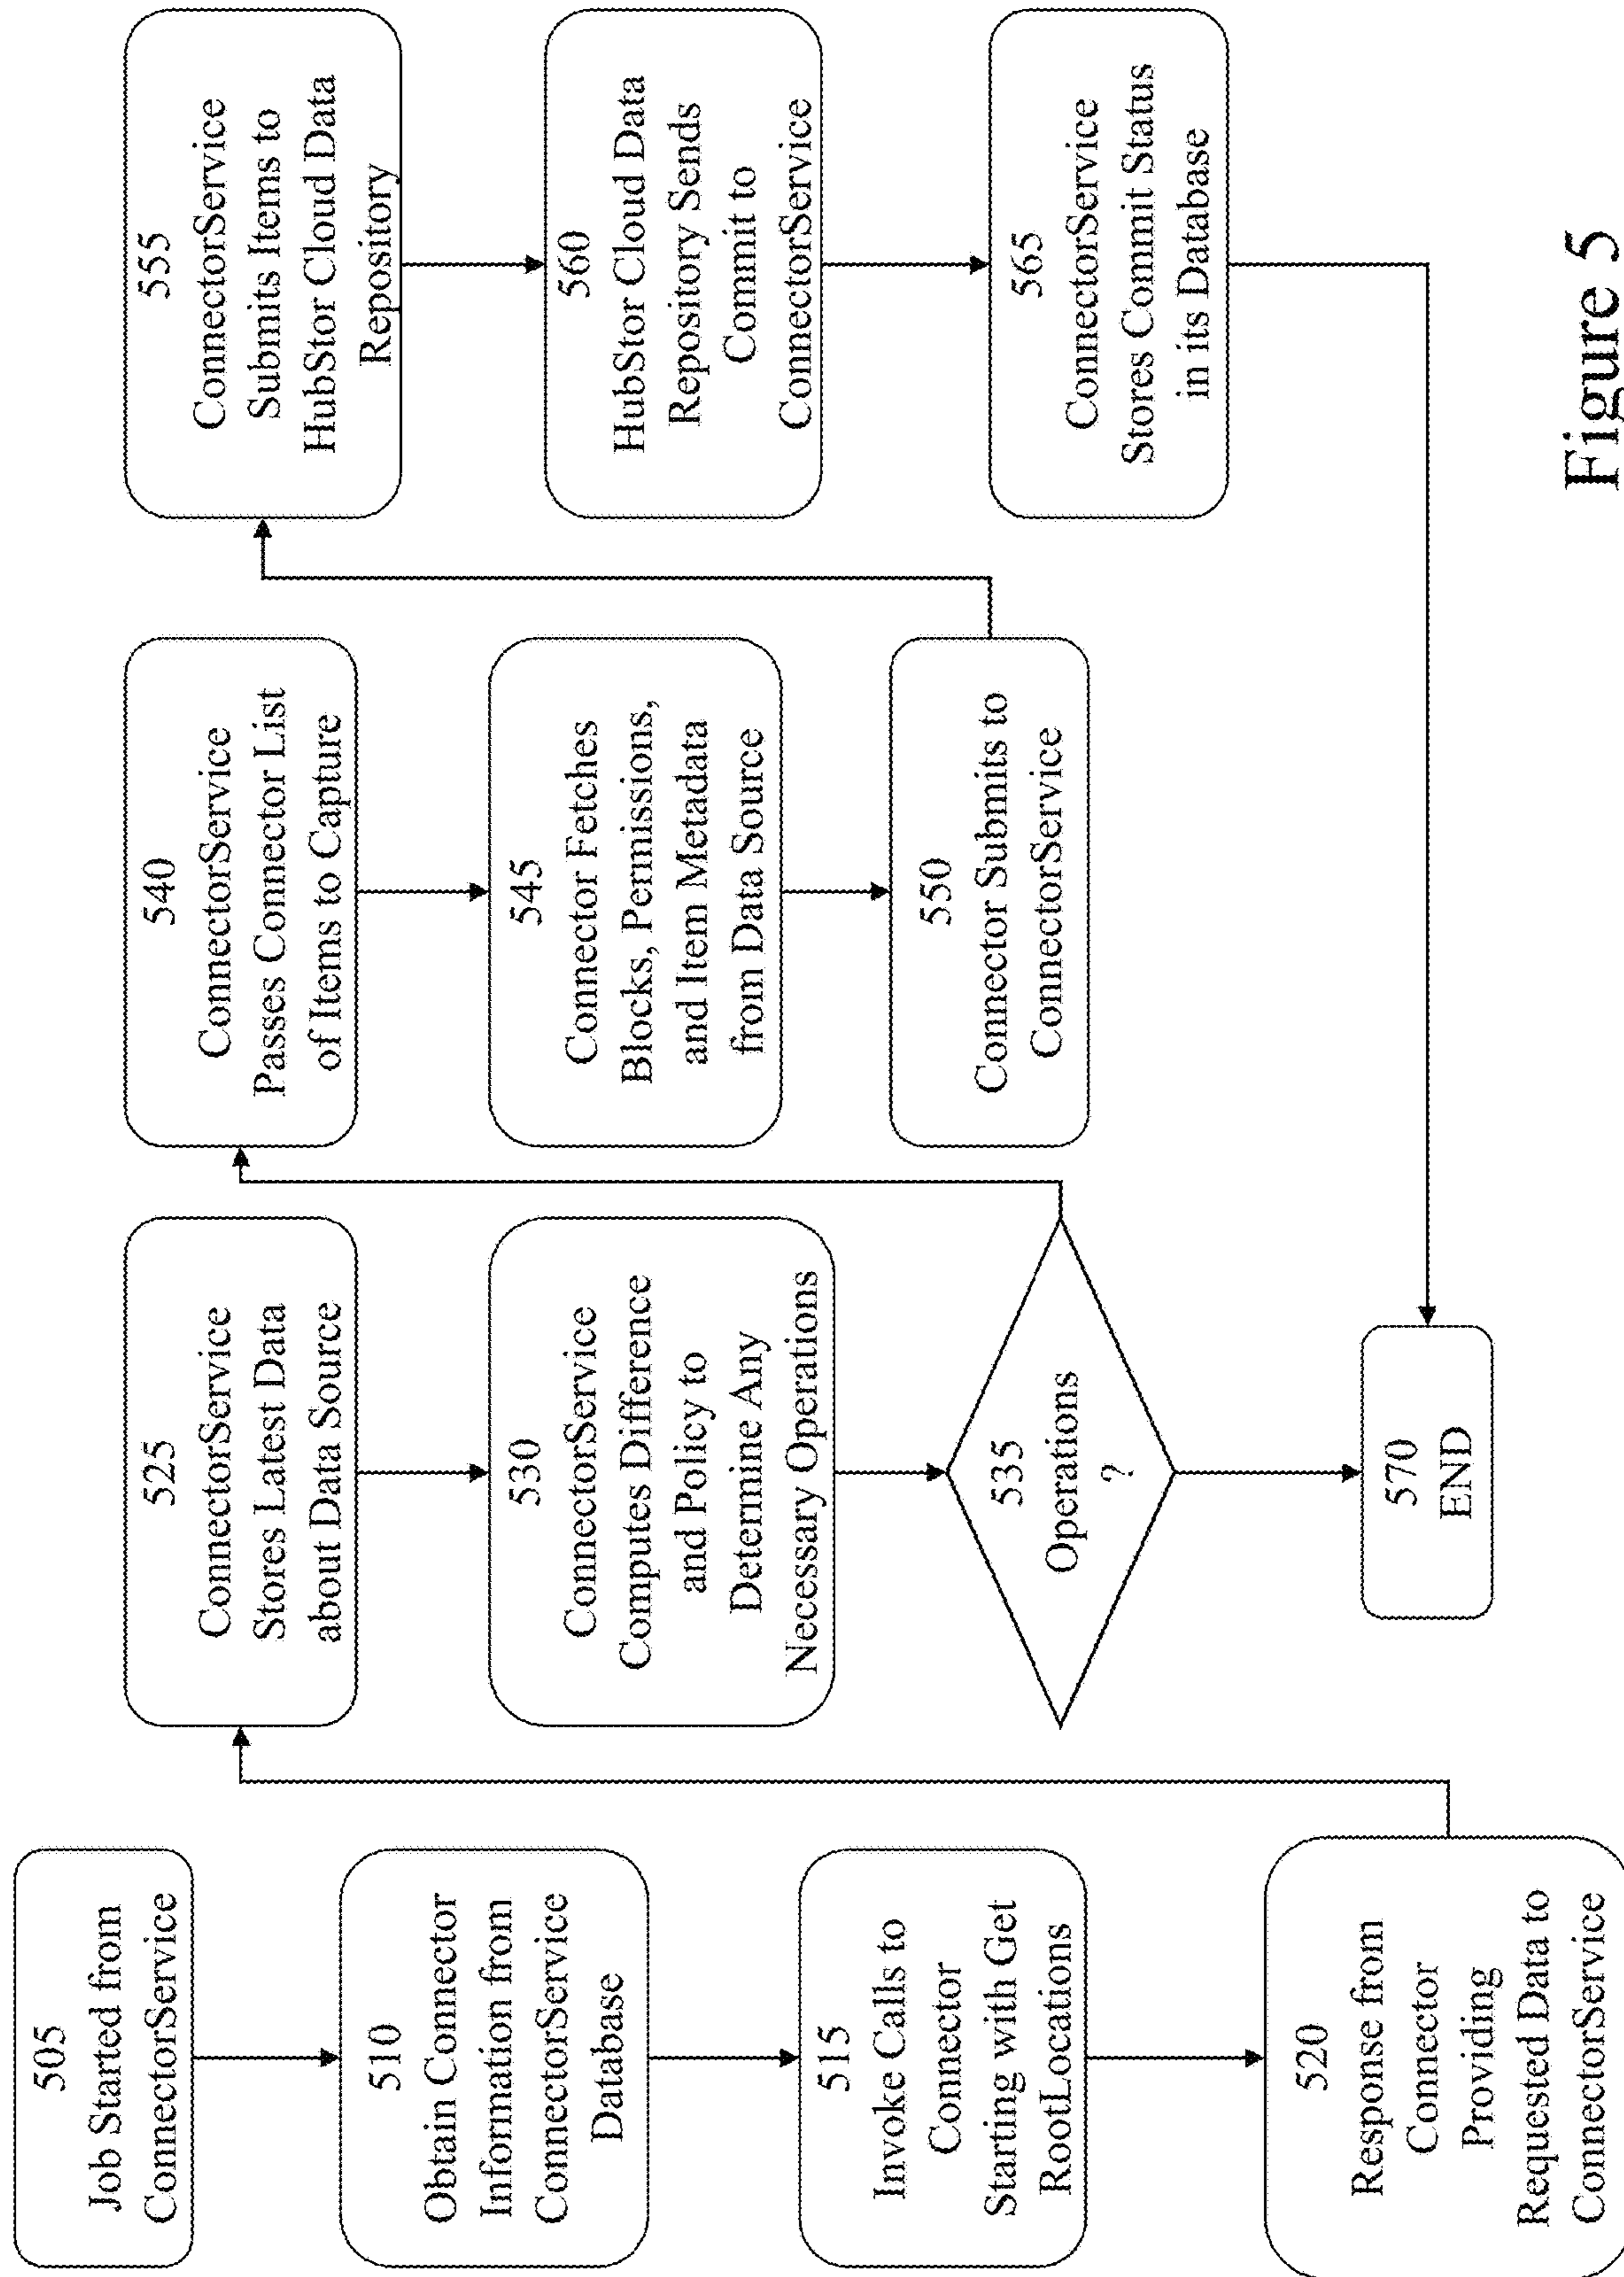 505
Job Started from
ConnectorService
510
Obtain Connector
Information from
ConnectorService
Database
515
Invoke Calls to
Connector
Starting with Get
RootLocations
520
Response from
Connector
Providing
Requested Data to
ConnectorService
525
ConnectorService
Stores Latest Data
about Data Source
530
ConnectorService
Computes Difference
and Policy to
Determine Any
Necessary Operations
535
Operations
?
570
END
540
ConnectorService
Passes Connector List
of Items to Capture
545
Connector Fetches
Blocks, Permissions,
and Item Metadata
from Data Source
550
Connector Submits to
ConnectorService
555
ConnectorService
Submits Items to
HubStor Cloud Data
Repository
560
HubStor Cloud Data
Repository Sends
Commit to
ConnectorService
565
ConnectorService
Stores Commit Status
in its Database
Figure 5